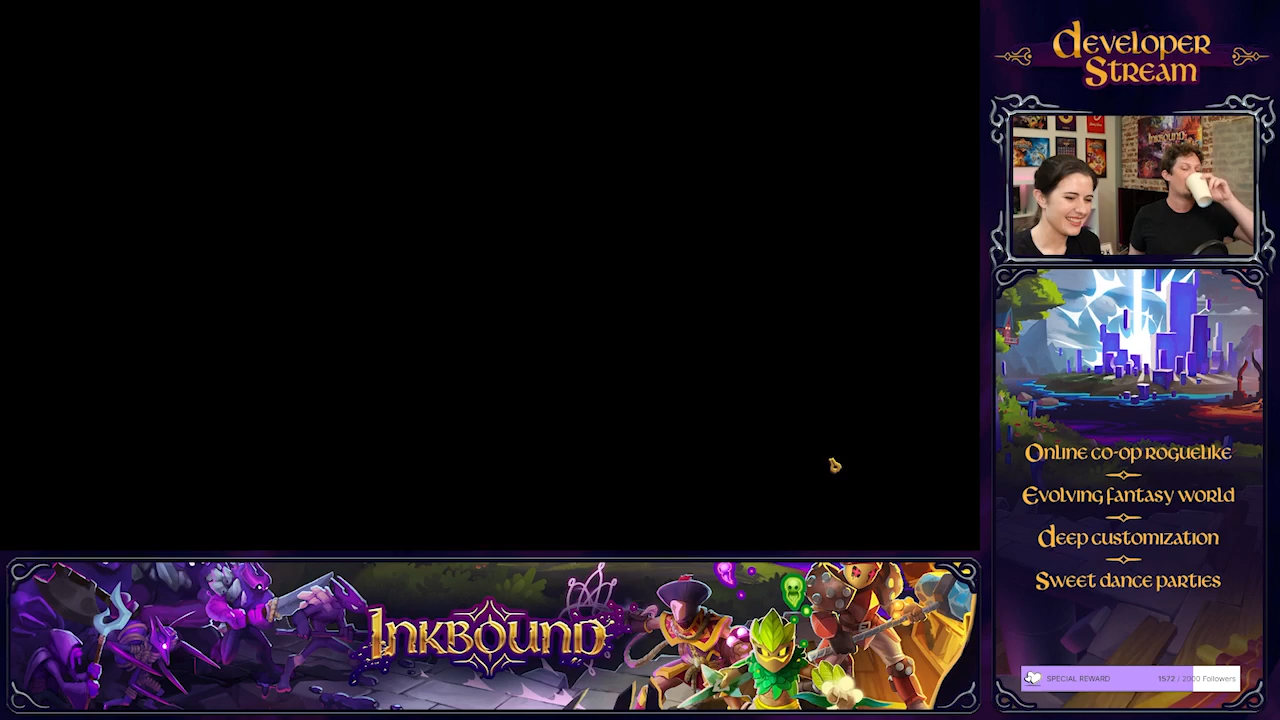 Developer
Stream
Inkbound
Online co-op roguelike
Evolving fantasy world
Deep customization
Sweet dance parties
Inkbound
SPECIAL REWARD
1572 / 2000 Followers